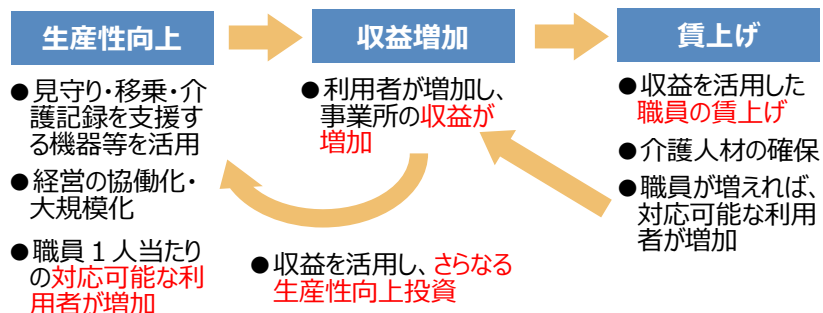 生産性向上
●見守り・移乗・介
護記録を支援す
る機器等を活用
●経営の協働化・
大規模化
●職員1人当たり
の対応可能な利
用者が増加
収益増加
●利用者が増加し、
事業所の収益が
増加
●収益を活用し、さらなる
生産性向上投資
賃上げ
●収益を活用した
職員の賃上げ
●介護人材の確保
●職員が増えれば、
対応可能な利用
者が増加